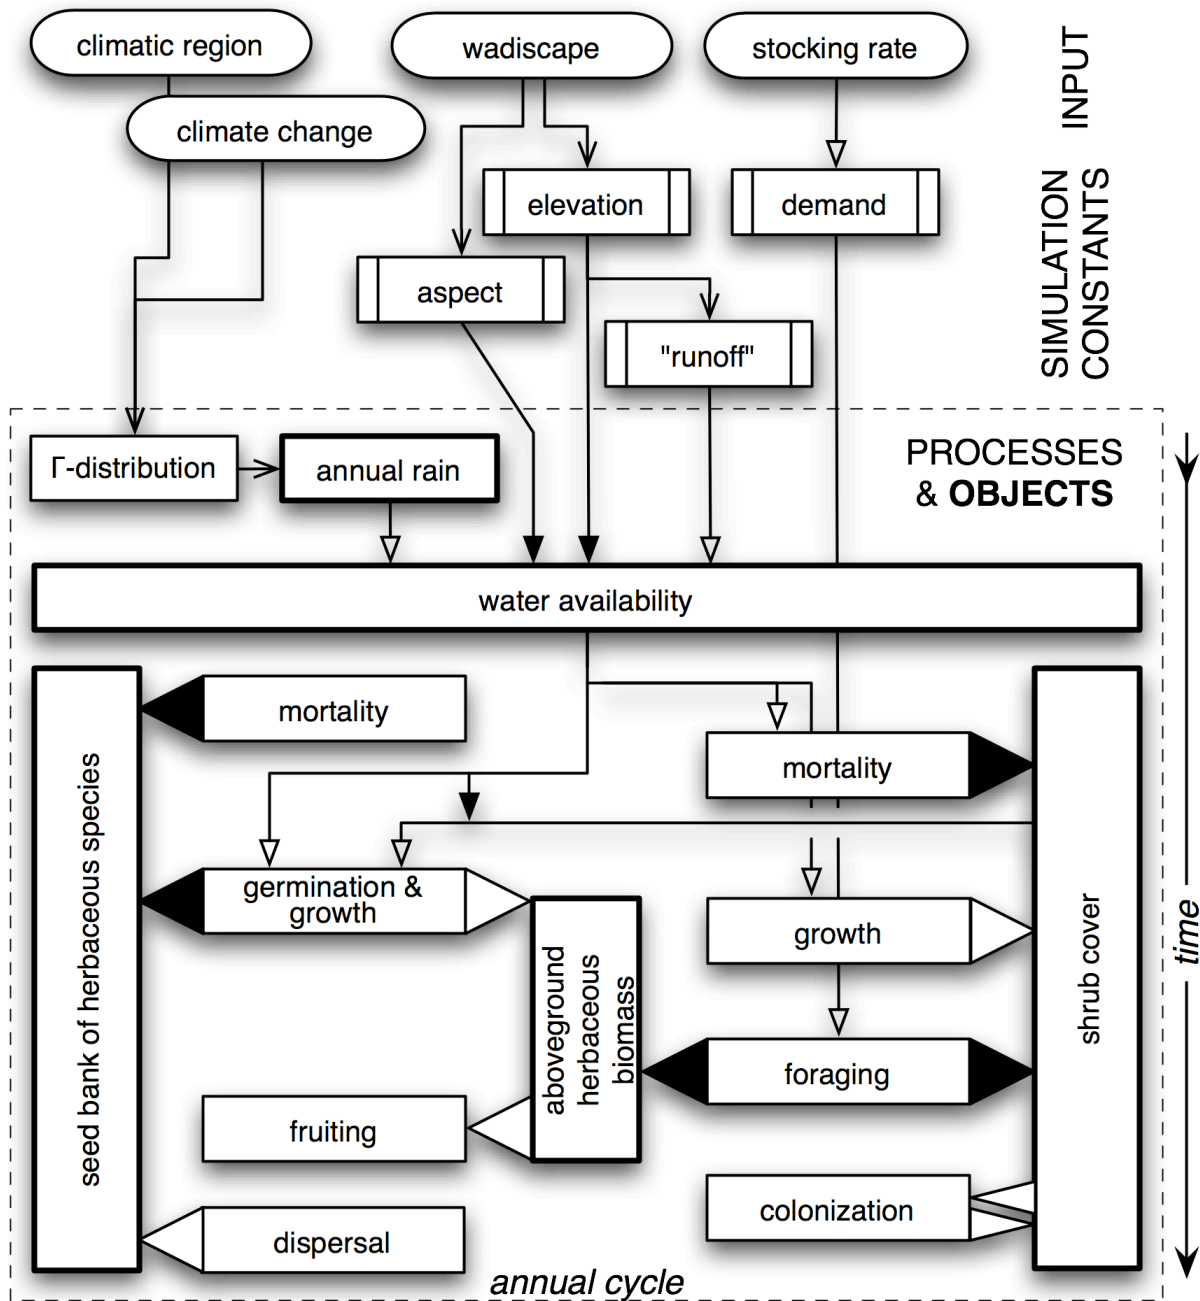 climatic region
wadiscape
stocking rate
INPUT
climate change
elevation
demand
SIMULATION
CONSTANTS
aspect
"runoff"
PROCESSES
& OBJECTS
Γ-distribution
annual rain
water availability
mortality
mortality
seed bank of herbaceous species
germination &
growth
growth
shrub cover
time
aboveground
herbaceous
biomass
foraging
fruiting
colonization
dispersal
annual cycle